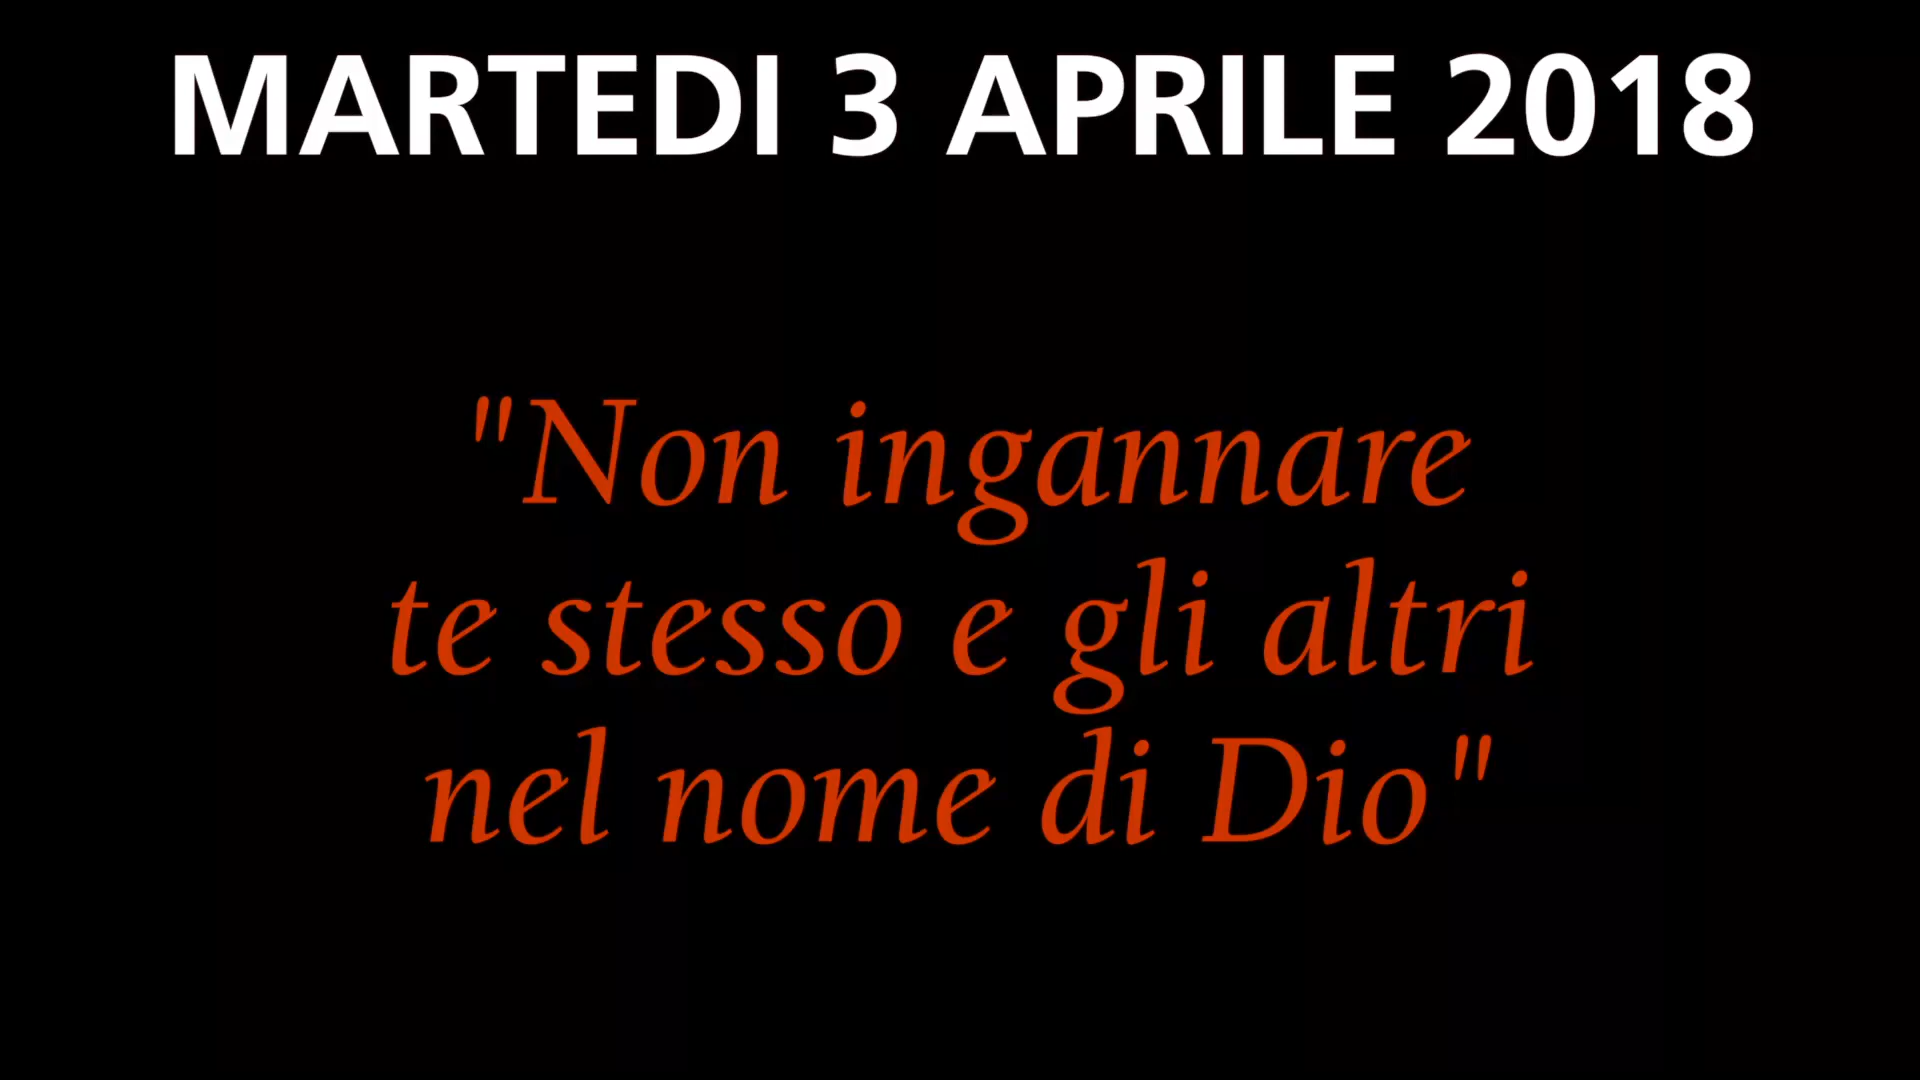 MARTEDI 3 APRILE 2018
"Non ingannare
te stesso e gli altri
nel nome di Dio"